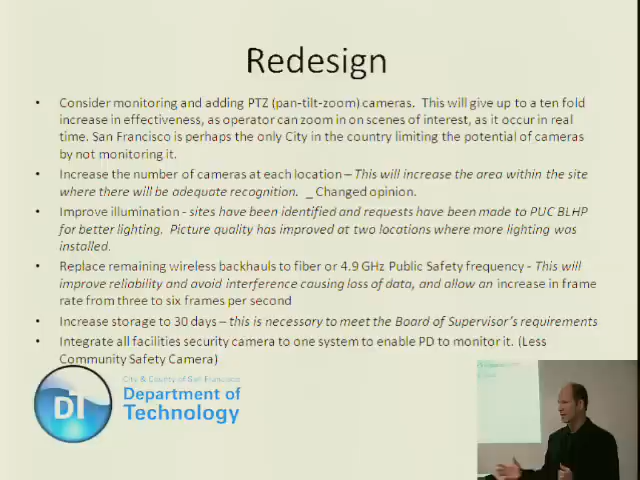 Redesign
• Consider monitoring and adding PTZ (pan-tilt-zoom) cameras. This will give up to a ten fold
increase in effectiveness, as operator can zoom in on scenes of interest, as it occur in real
time. San Francisco is perhaps the only City in the country limiting the potential of cameras
by not monitoring it.
• Increase the number of cameras at each location – This will increase the area within the site
where there will be adequate recognition. _ Changed opinion.
• Improve illumination - sites have been identified and requests have been made to PUC BLHP
for better lighting. Picture quality has improved at two locations where more lighting was
installed.
• Replace remaining wireless backhauls to fiber or 4.9 GHz Public Safety frequency - This will
improve reliability and avoid interference causing loss of data, and allow an increase in frame
rate from three to six frames per second
• Increase storage to 30 days – this is necessary to meet the Board of Supervisor's requirements
• Integrate all facilities security camera to one system to enable PD to monitor it. (Less
Community Safety Camera)
City & County of San Francisco
DT Department of
Technology